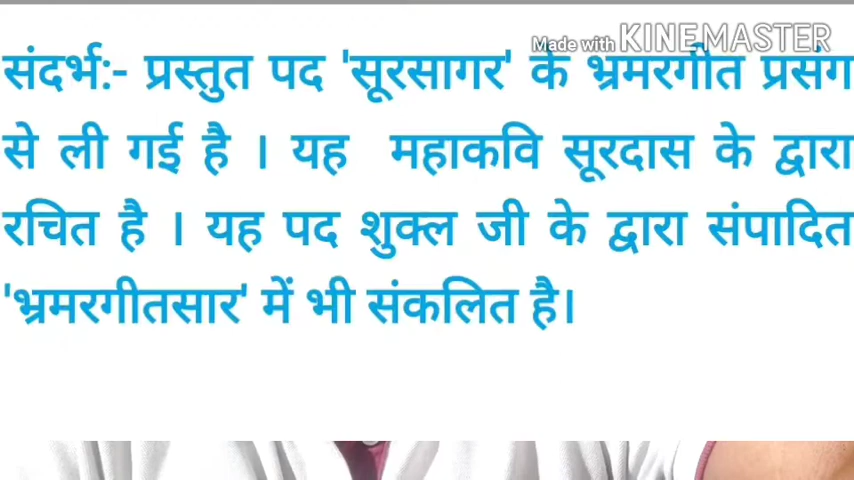 Made with KINEMASTER
संदर्भ:- प्रस्तुत पद 'सूरसागर' के भ्रमरगीत प्रसंग
से ली गई है । यह महाकवि सूरदास के द्वारा
रचित है । यह पद शुक्ल जी के द्वारा संपादित
'भ्रमरगीतसार' में भी संकलित है।